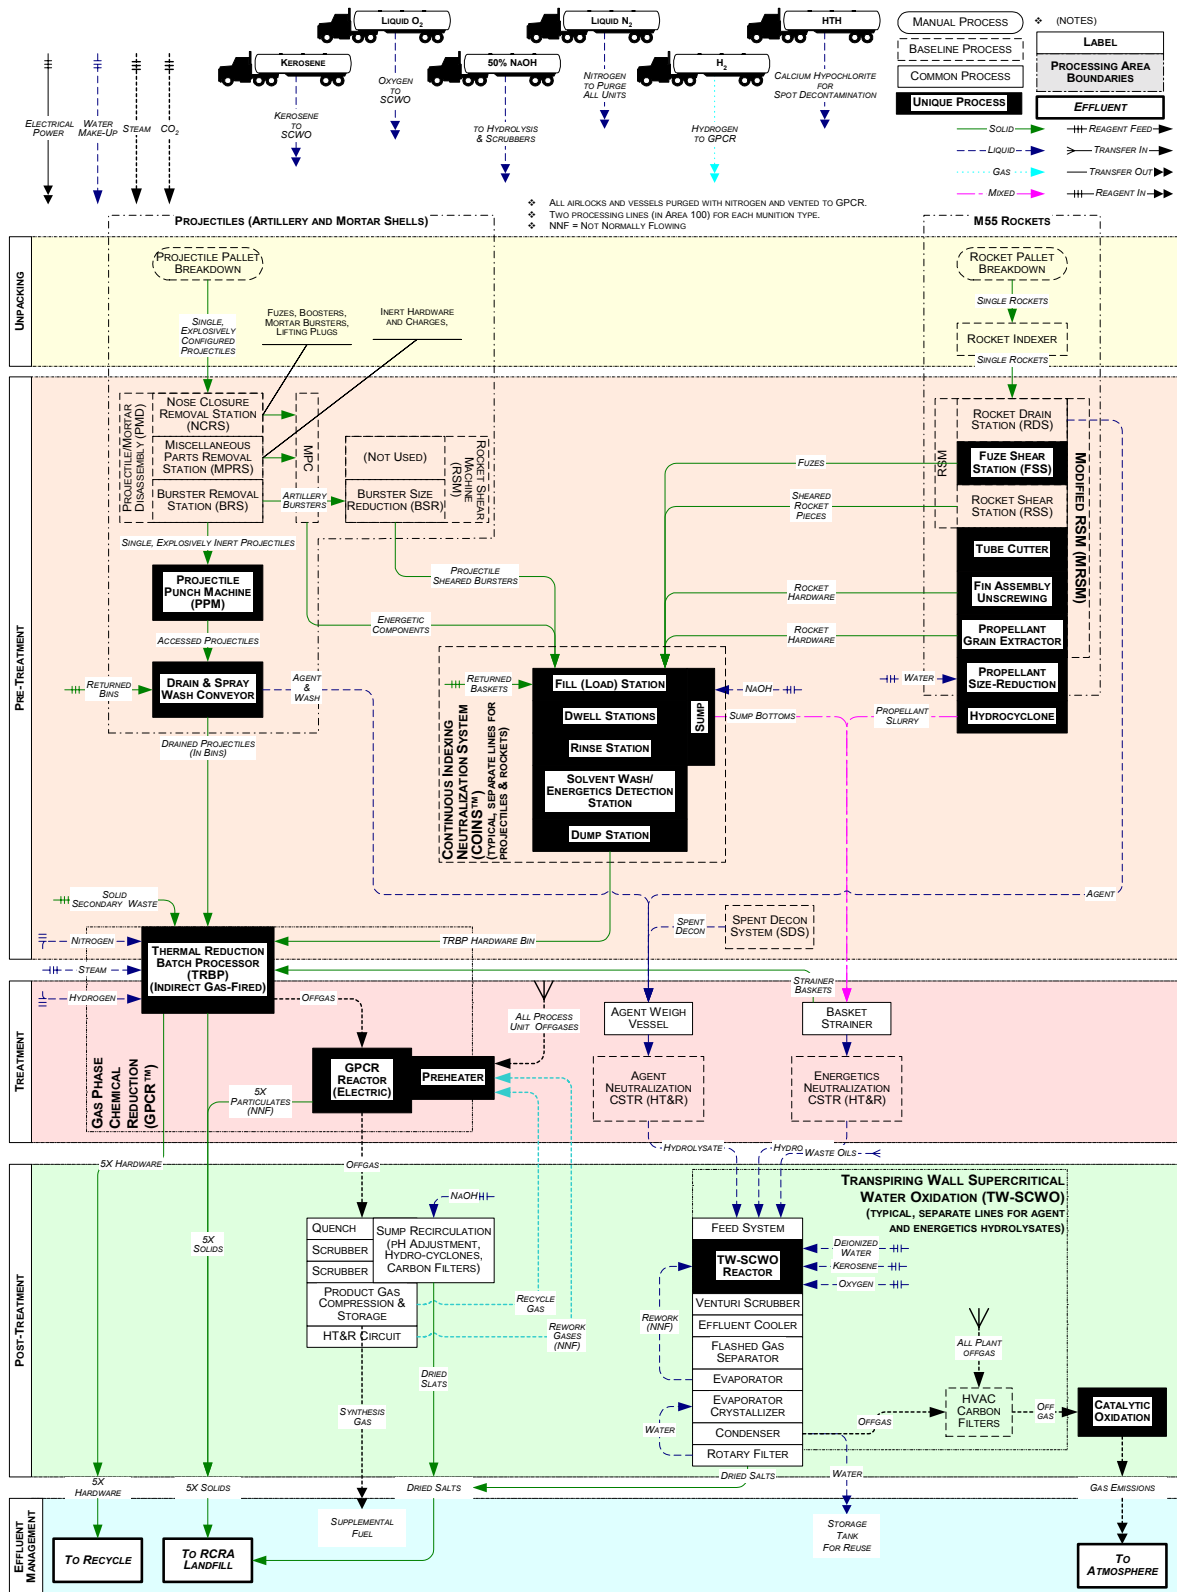 LIQUID O2
LIQUID N2
HTH
KEROSENE
50% NAOH
H2
MANUAL PROCESS
BASELINE PROCESS
COMMON PROCESS
UNIQUE PROCESS
❖ (NOTES)
LABEL
PROCESSING AREA
BOUNDARIES
EFFLUENT
SOLID
LIQUID
GAS
MIXED
REAGENT FEED
TRANSFER IN
TRANSFER OUT
REAGENT IN
ELECTRICAL
POWER
WATER
MAKE-UP
STEAM
CO2
KEROSENE
TO
SCWO
OXYGEN
TO
SCWO
TO HYDROLYSIS
& SCRUBBERS
NITROGEN
TO PURGE
ALL UNITS
HYDROGEN
TO GPCR
CALCIUM HYPOCHLORITE
FOR
SPOT DECONTAMINATION
❖ ALL AIRLOCKS AND VESSELS PURGED WITH NITROGEN AND VENTED TO GPCR.
❖ TWO PROCESSING LINES (IN AREA 100) FOR EACH MUNITION TYPE.
❖ NNF = NOT NORMALLY FLOWING
PROJECTILES (ARTILLERY AND MORTAR SHELLS)
M55 ROCKETS
UNPACKING
PROJECTILE PALLET
BREAKDOWN
ROCKET PALLET
BREAKDOWN
SINGLE,
EXPLOSIVELY
CONFIGURED
PROJECTILES
FUZES, BOOSTERS,
MORTAR BURSTERS,
LIFTING PLUGS
INERT HARDWARE
AND CHARGES,
SINGLE ROCKETS
ROCKET INDEXER
SINGLE ROCKETS
PRE-TREATMENT
PROJECTILE/MORTAR
DISASSEMBLY (PMD)
NOSE CLOSURE
REMOVAL STATION
(NCRS)
MISCELLANEOUS
PARTS REMOVAL
STATION (MPRS)
BURSTER REMOVAL
STATION (BRS)
MPC
ARTILLERY
BURSTERS
(NOT USED)
BURSTER SIZE
REDUCTION (BSR)
ROCKET SHEAR
MACHINE
(RSM)
RSM
ROCKET DRAIN
STATION (RDS)
FUZE SHEAR
STATION (FSS)
ROCKET SHEAR
STATION (RSS)
TUBE CUTTER
FIN ASSEMBLY
UNSCREWING
PROPELLANT
GRAIN EXTRACTOR
PROPELLANT
SIZE-REDUCTION
HYDROCYCLONE
MODIFIED RSM (MRSM)
FUZES
SHEARED
ROCKET
PIECES
ROCKET
HARDWARE
ROCKET
HARDWARE
WATER
PROPELLANT
SLURRY
SINGLE, EXPLOSIVELY INERT PROJECTILES
PROJECTILE
PUNCH MACHINE
(PPM)
ACCESSED PROJECTILES
PROJECTILE
SHEARED BURSTERS
ENERGETIC
COMPONENTS
RETURNED
BINS
DRAIN & SPRAY
WASH CONVEYOR
AGENT
&
WASH
DRAINED PROJECTILES
(IN BINS)
CONTINUOUS INDEXING
NEUTRALIZATION SYSTEM
(COINS™)
(TYPICAL, SEPARATE LINES FOR
PROJECTILES & ROCKETS)
RETURNED
BASKETS
FILL (LOAD) STATION
DWELL STATIONS
RINSE STATION
SOLVENT WASH/
ENERGETICS DETECTION
STATION
DUMP STATION
SUMP
NAOH
SUMP BOTTOMS
SOLID
SECONDARY WASTE
AGENT
SPENT
DECON
SPENT DECON
SYSTEM (SDS)
NITROGEN
STEAM
HYDROGEN
THERMAL REDUCTION
BATCH PROCESSOR
(TRBP)
(INDIRECT GAS-FIRED)
TRBP HARDWARE BIN
STRAINER
BASKETS
TREATMENT
OFFGAS
ALL PROCESS
UNIT OFFGASES
AGENT WEIGH
VESSEL
BASKET
STRAINER
GAS PHASE
CHEMICAL
REDUCTION
(GPCR™)
GPCR
REACTOR
(ELECTRIC)
PREHEATER
5X
PARTICULATES
(NNF)
AGENT
NEUTRALIZATION
CSTR (HT&R)
ENERGETICS
NEUTRALIZATION
CSTR (HT&R)
5X HARDWARE
OFFGAS
HYDROLYSATE
HYDRO
WASTE OILS
POST-TREATMENT
TRANSPIRING WALL SUPERCRITICAL
WATER OXIDATION (TW-SCWO)
(TYPICAL, SEPARATE LINES FOR AGENT
AND ENERGETICS HYDROLYSATES)
NAOH
5X
SOLIDS
QUENCH
SCRUBBER
SCRUBBER
SUMP RECIRCULATION
(PH ADJUSTMENT,
HYDRO-CYCLONES,
CARBON FILTERS)
PRODUCT GAS
COMPRESSION &
STORAGE
HT&R CIRCUIT
RECYCLE
GAS
REWORK
GASES
(NNF)
FEED SYSTEM
TW-SCWO
REACTOR
VENTURI SCRUBBER
EFFLUENT COOLER
FLASHED GAS
SEPARATOR
EVAPORATOR
EVAPORATOR
CRYSTALLIZER
CONDENSER
ROTARY FILTER
DEIONIZED
WATER
KEROSENE
OXYGEN
REWORK
(NNF)
WATER
ALL PLANT
OFFGAS
DRIED
SLATS
SYNTHESIS
GAS
OFFGAS
HVAC
CARBON
FILTERS
OFF
GAS
CATALYTIC
OXIDATION
DRIED SALTS
WATER
EFFLUENT
MANAGEMENT
5X
HARDWARE
5X SOLIDS
DRIED SALTS
GAS EMISSIONS
SUPPLEMENTAL
FUEL
STORAGE
TANK
FOR REUSE
TO RECYCLE
TO RCRA
LANDFILL
TO
ATMOSPHERE